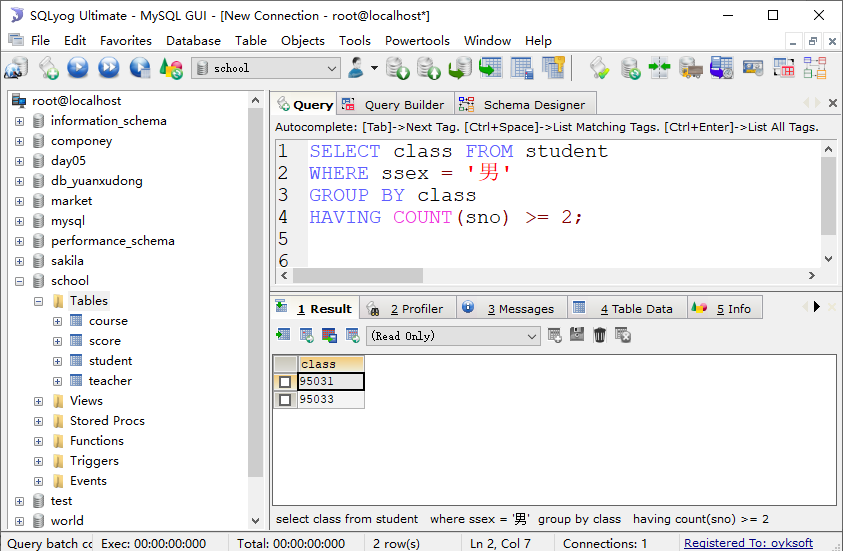 SQLyog Ultimate - MySQL GUI - [New Connection - root@localhost*]
File Edit Favorites Database Table Objects Tools Powertools Window Help
school
root@localhost
information_schema
componey
day05
db_yuanxudong
market
mysql
performance_schema
sakila
school
Tables
course
score
student
teacher
Views
Stored Procs
Functions
Triggers
Events
test
world
Query Query Builder Schema Designer
Autocomplete: [Tab]->Next Tag. [Ctrl+Space]->List Matching Tags. [Ctrl+Enter]->List All Tags.
1 SELECT class FROM student
2 WHERE ssex = '男'
3 GROUP BY class
4 HAVING COUNT(sno) >= 2;
5
6
1 Result 2 Profiler 3 Messages 4 Table Data 5 Info
(Read Only)
class
95031
95033
select class from student where ssex = '男' group by class having count(sno) >= 2
Query batch co Exec: 00:00:00:000 Total: 00:00:00:000 2 row(s) Ln 2, Col 7 Connections: 1 Registered To: ovksoft